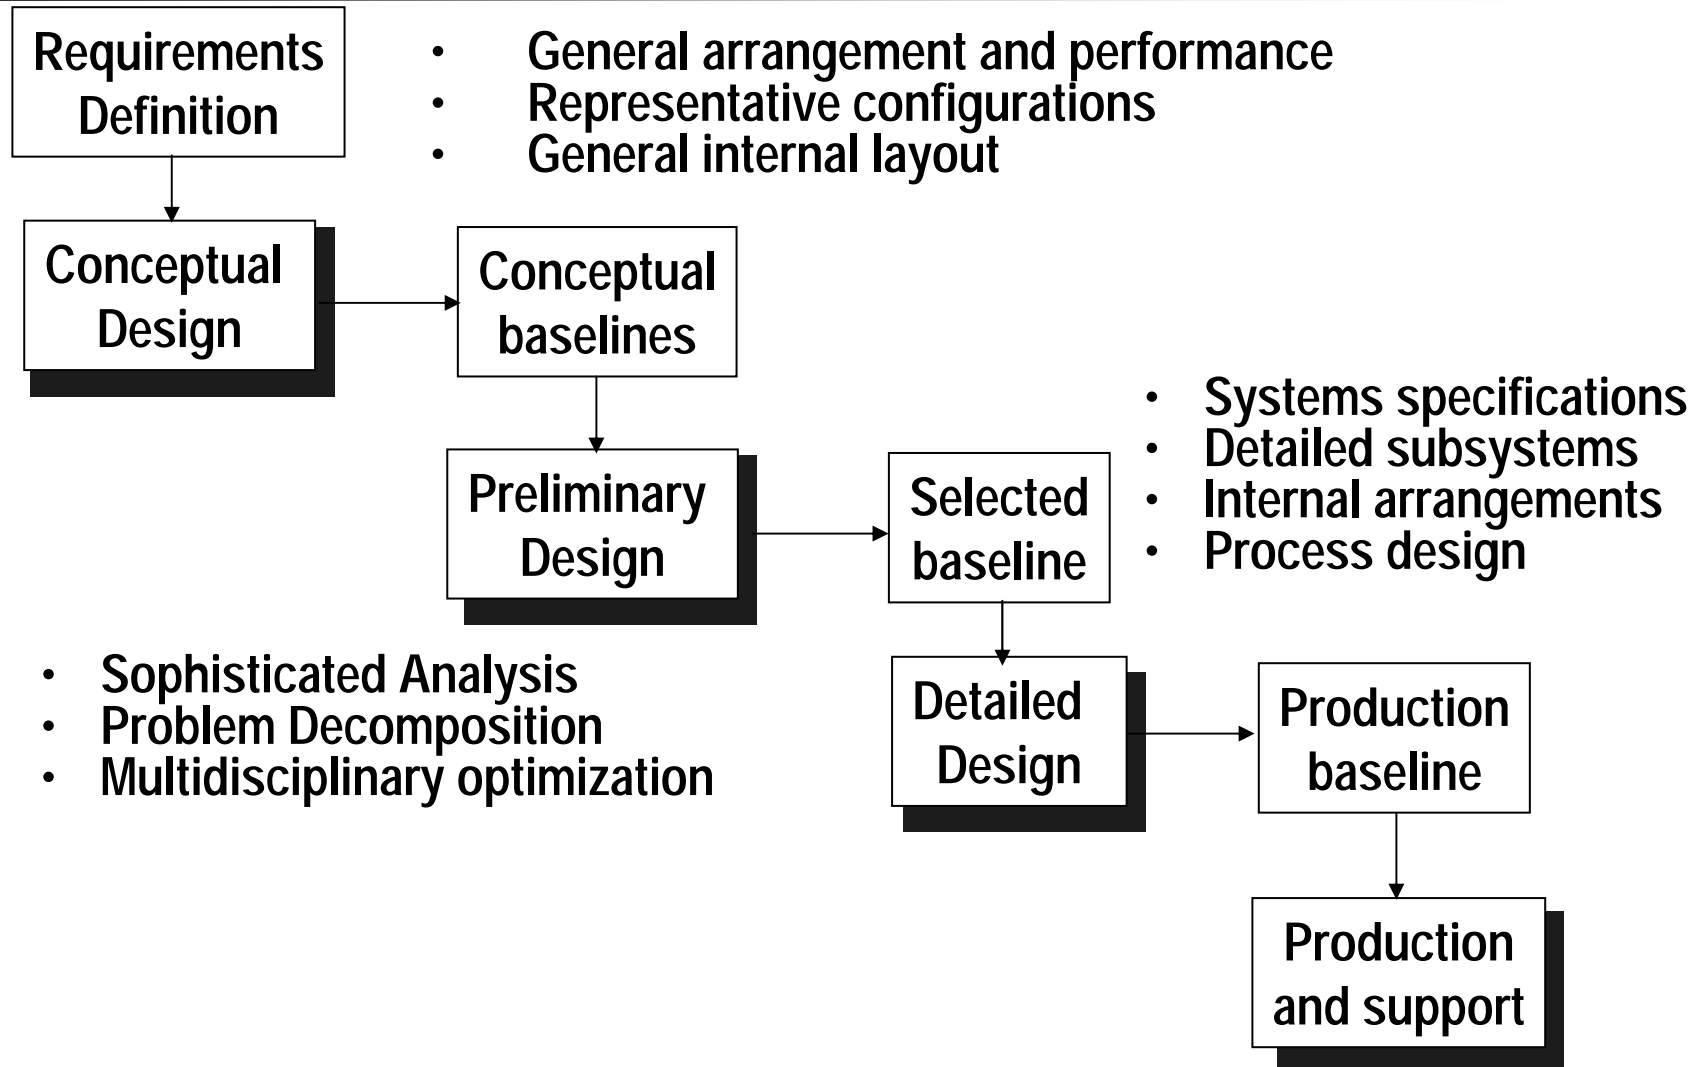 Requirements
Definition
• General arrangement and performance
• Representative configurations
• General internal layout
Conceptual
Design
Conceptual
baselines
Preliminary
Design
Selected
baseline
• Systems specifications
• Detailed subsystems
• Internal arrangements
• Process design
• Sophisticated Analysis
• Problem Decomposition
• Multidisciplinary optimization
Detailed
Design
Production
baseline
Production
and support